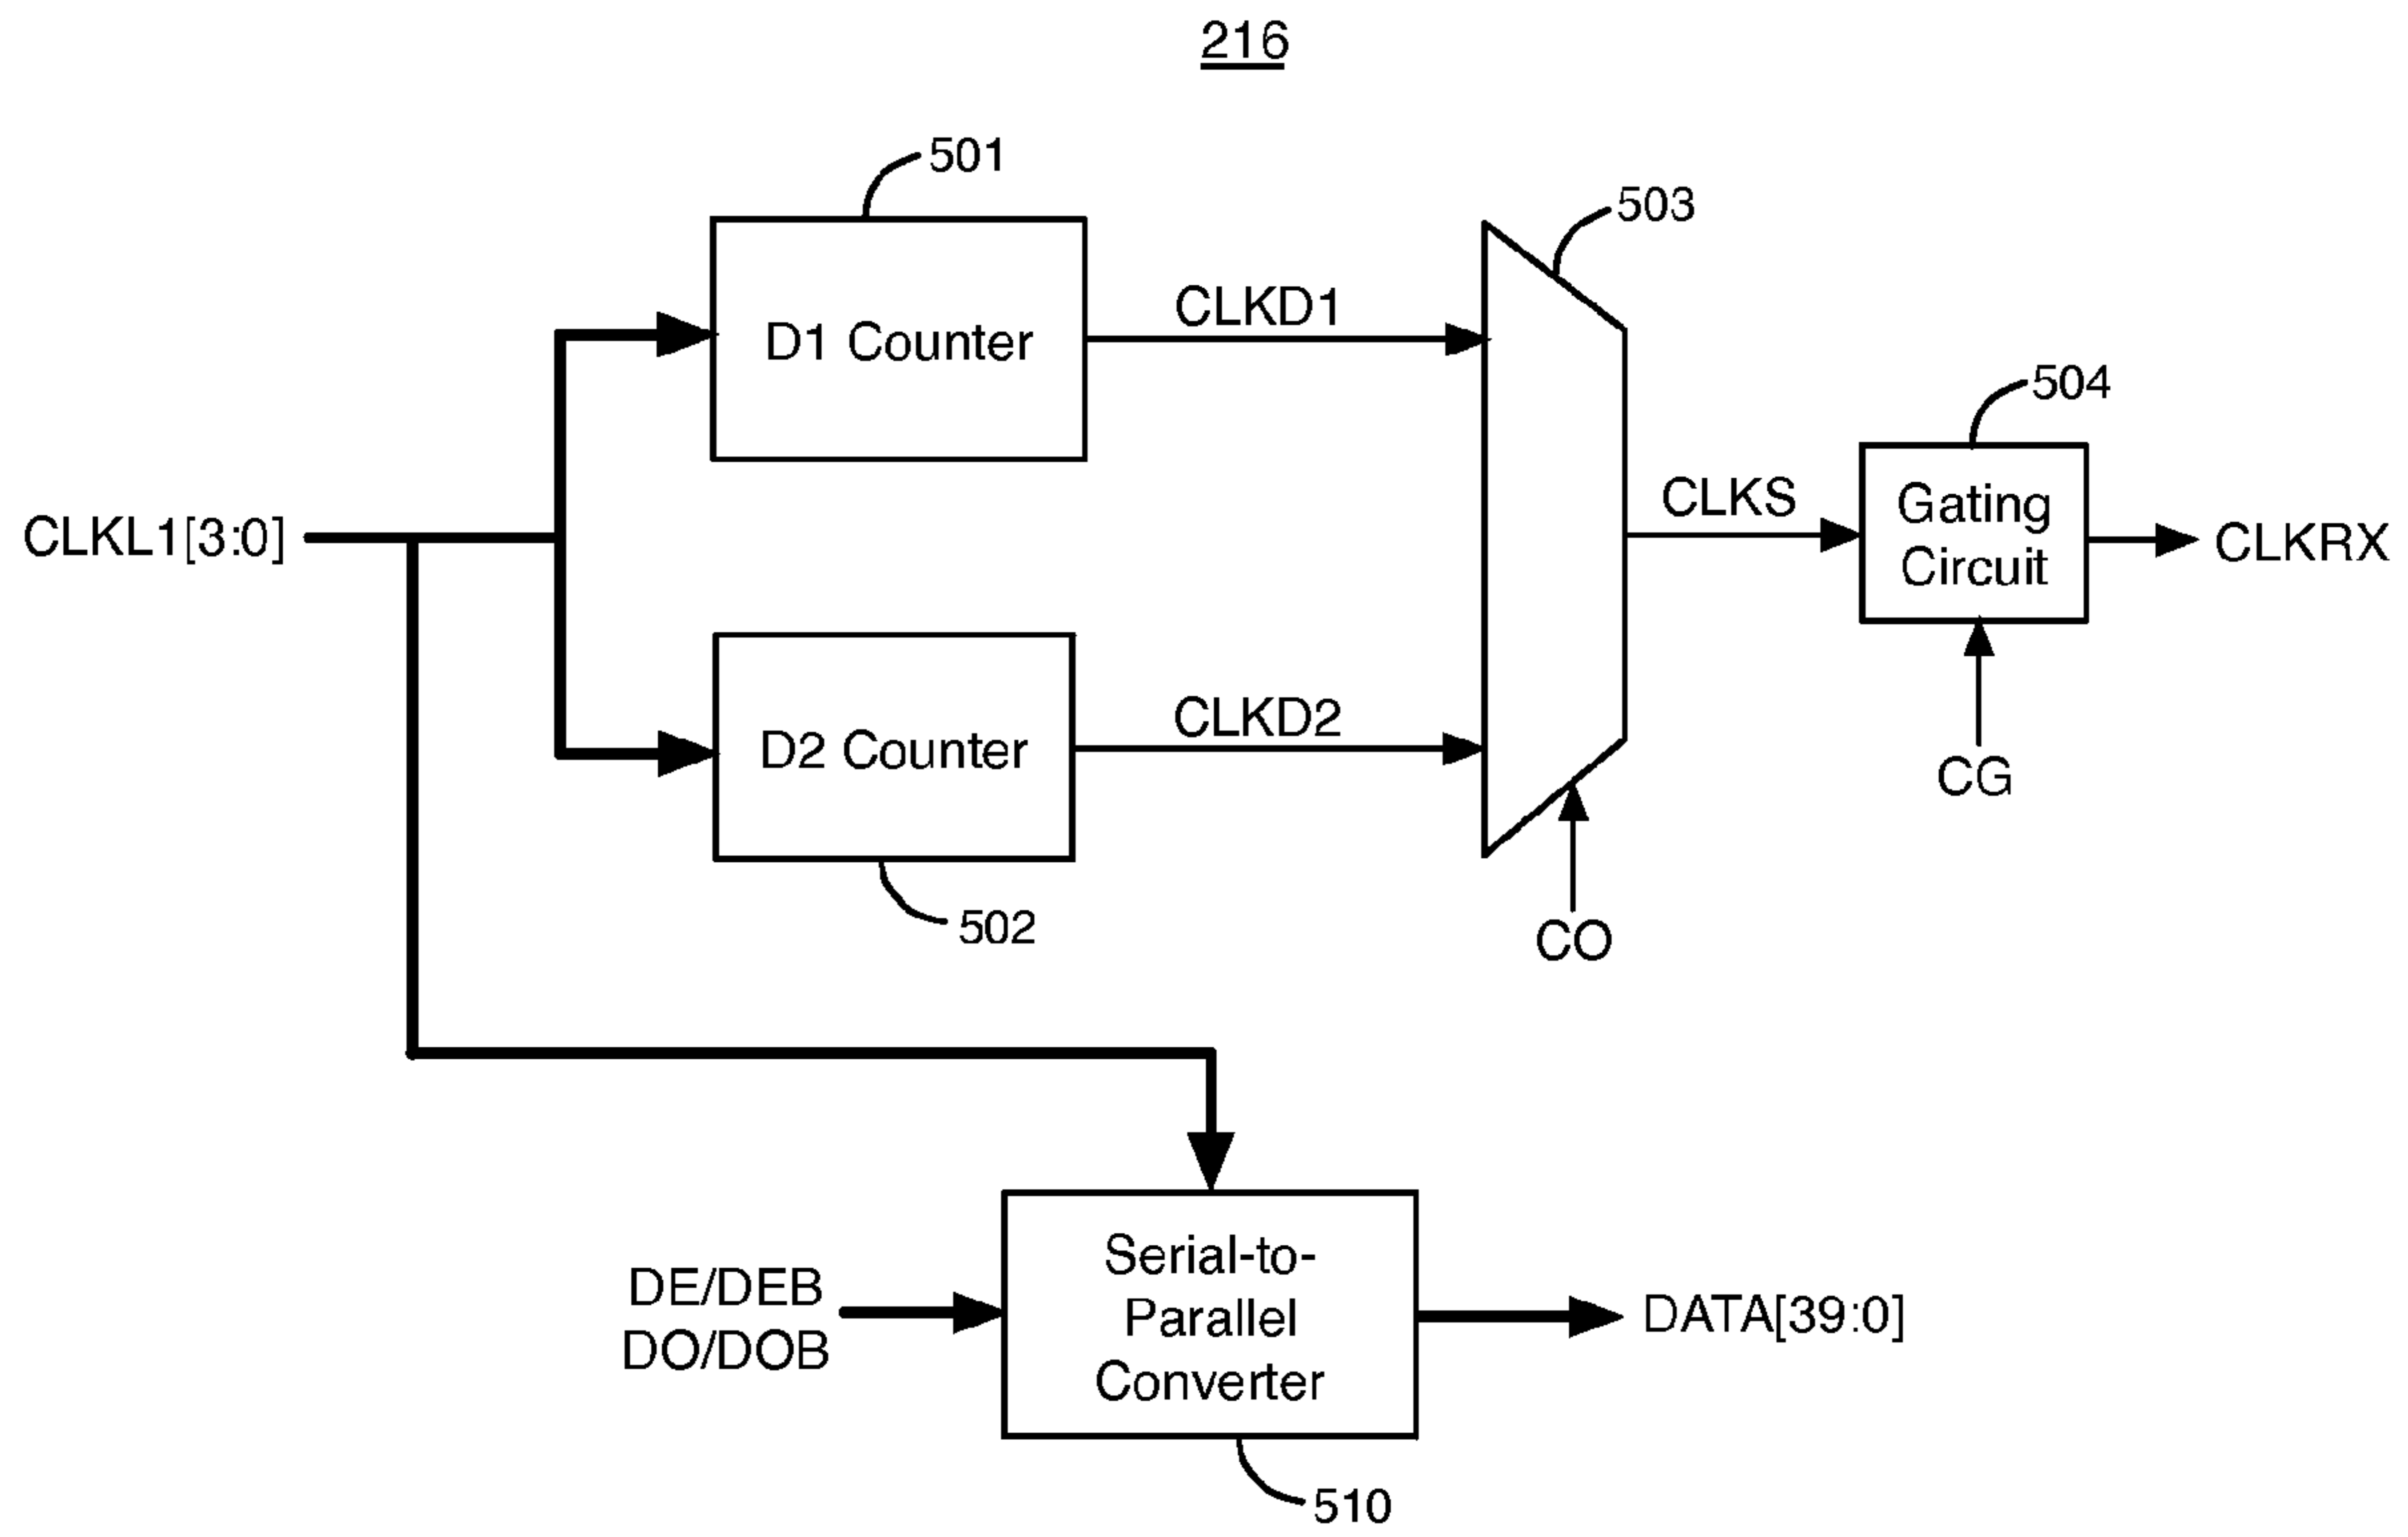 216
501
503
CLKD1
D1 Counter
504
CLKS
Gating
Circuit
CLKL1[3:0]
CLKRX
CLKD2
D2 Counter
CG
502
CO
Serial-to-
Parallel
Converter
DE/DEB
DO/DOB
DATA[39:0]
510